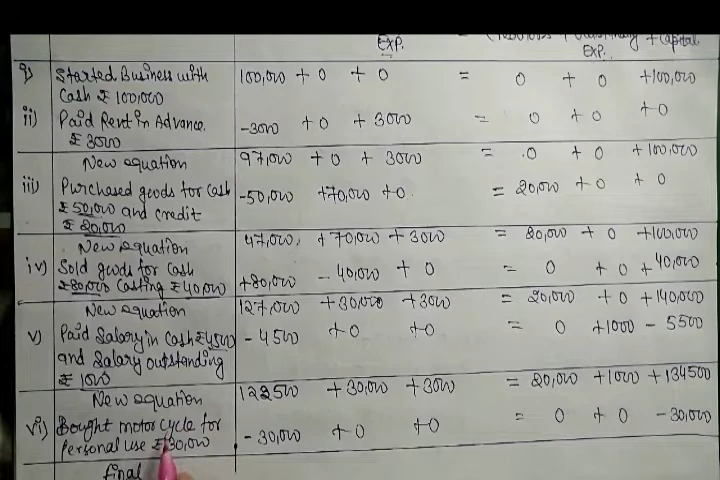 Exp. = + + Capital
Exp.
i) Started Business with 100,000 + 0 + 0 = 0 + 0 +100,000
Cash ₹ 100,000
ii) Paid Rent in Advance. -3000 + 0 + 3000 = 0 + 0 +0
₹ 3000
New equation 97,000 + 0 + 3000 = 0 + 0 +100,000
iii) Purchased goods for cash -50,000 +70,000 +0 = 20,000 +0 + 0
₹ 50,000 and credit
₹ 20,000
New equation 47,000 +70,000 +3000 = 20,000 + 0 +100,000
iv) Sold goods for cash +80,000 - 40,000 + 0 = 0 + 0 +40,000
₹80,000 Costing ₹40,000
New equation 127,000 +30,000 +3000 = 20,000 +0 +140,000
v) Paid Salary in Cash ₹4500 - 4500 +0 +0 = 0 +1000 - 5500
and Salary outstanding
₹ 1000
New equation 122500 +30,000 +3000 = 20,000 +1000 +134500
vi) Bought motor cycle for - 30,000 +0 +0 = 0 + 0 - 30,000
Personal use ₹30,000
final